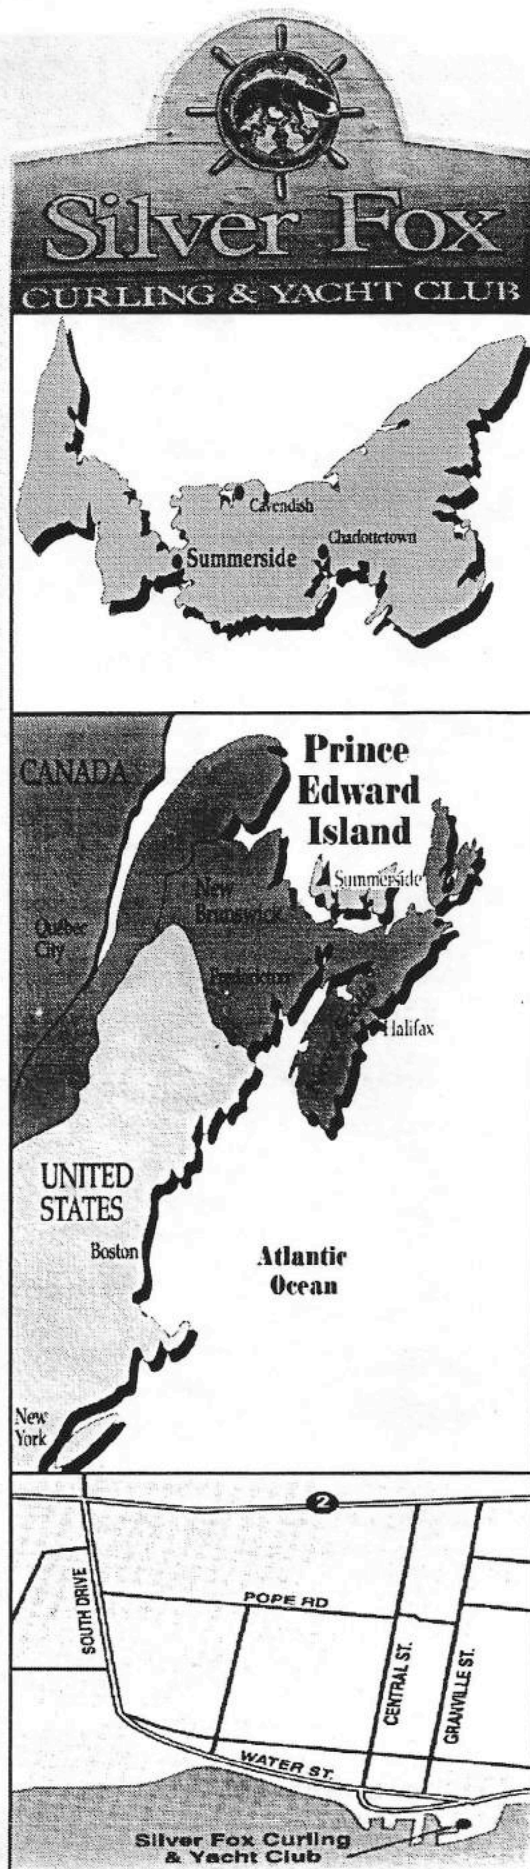 Silver Fox
CURLING & YACHT CLUB
Cavendish
Charlottetown
Summerside
Prince
Edward
Island
CANADA
Summerside
New
Brunswick
Québec
City
Fredericton
Halifax
UNITED
STATES
Boston
Atlantic
Ocean
New
York
2
SOUTH DRIVE
POPE RD
CENTRAL ST.
GRANVILLE ST.
WATER ST.
Silver Fox Curling
& Yacht Club